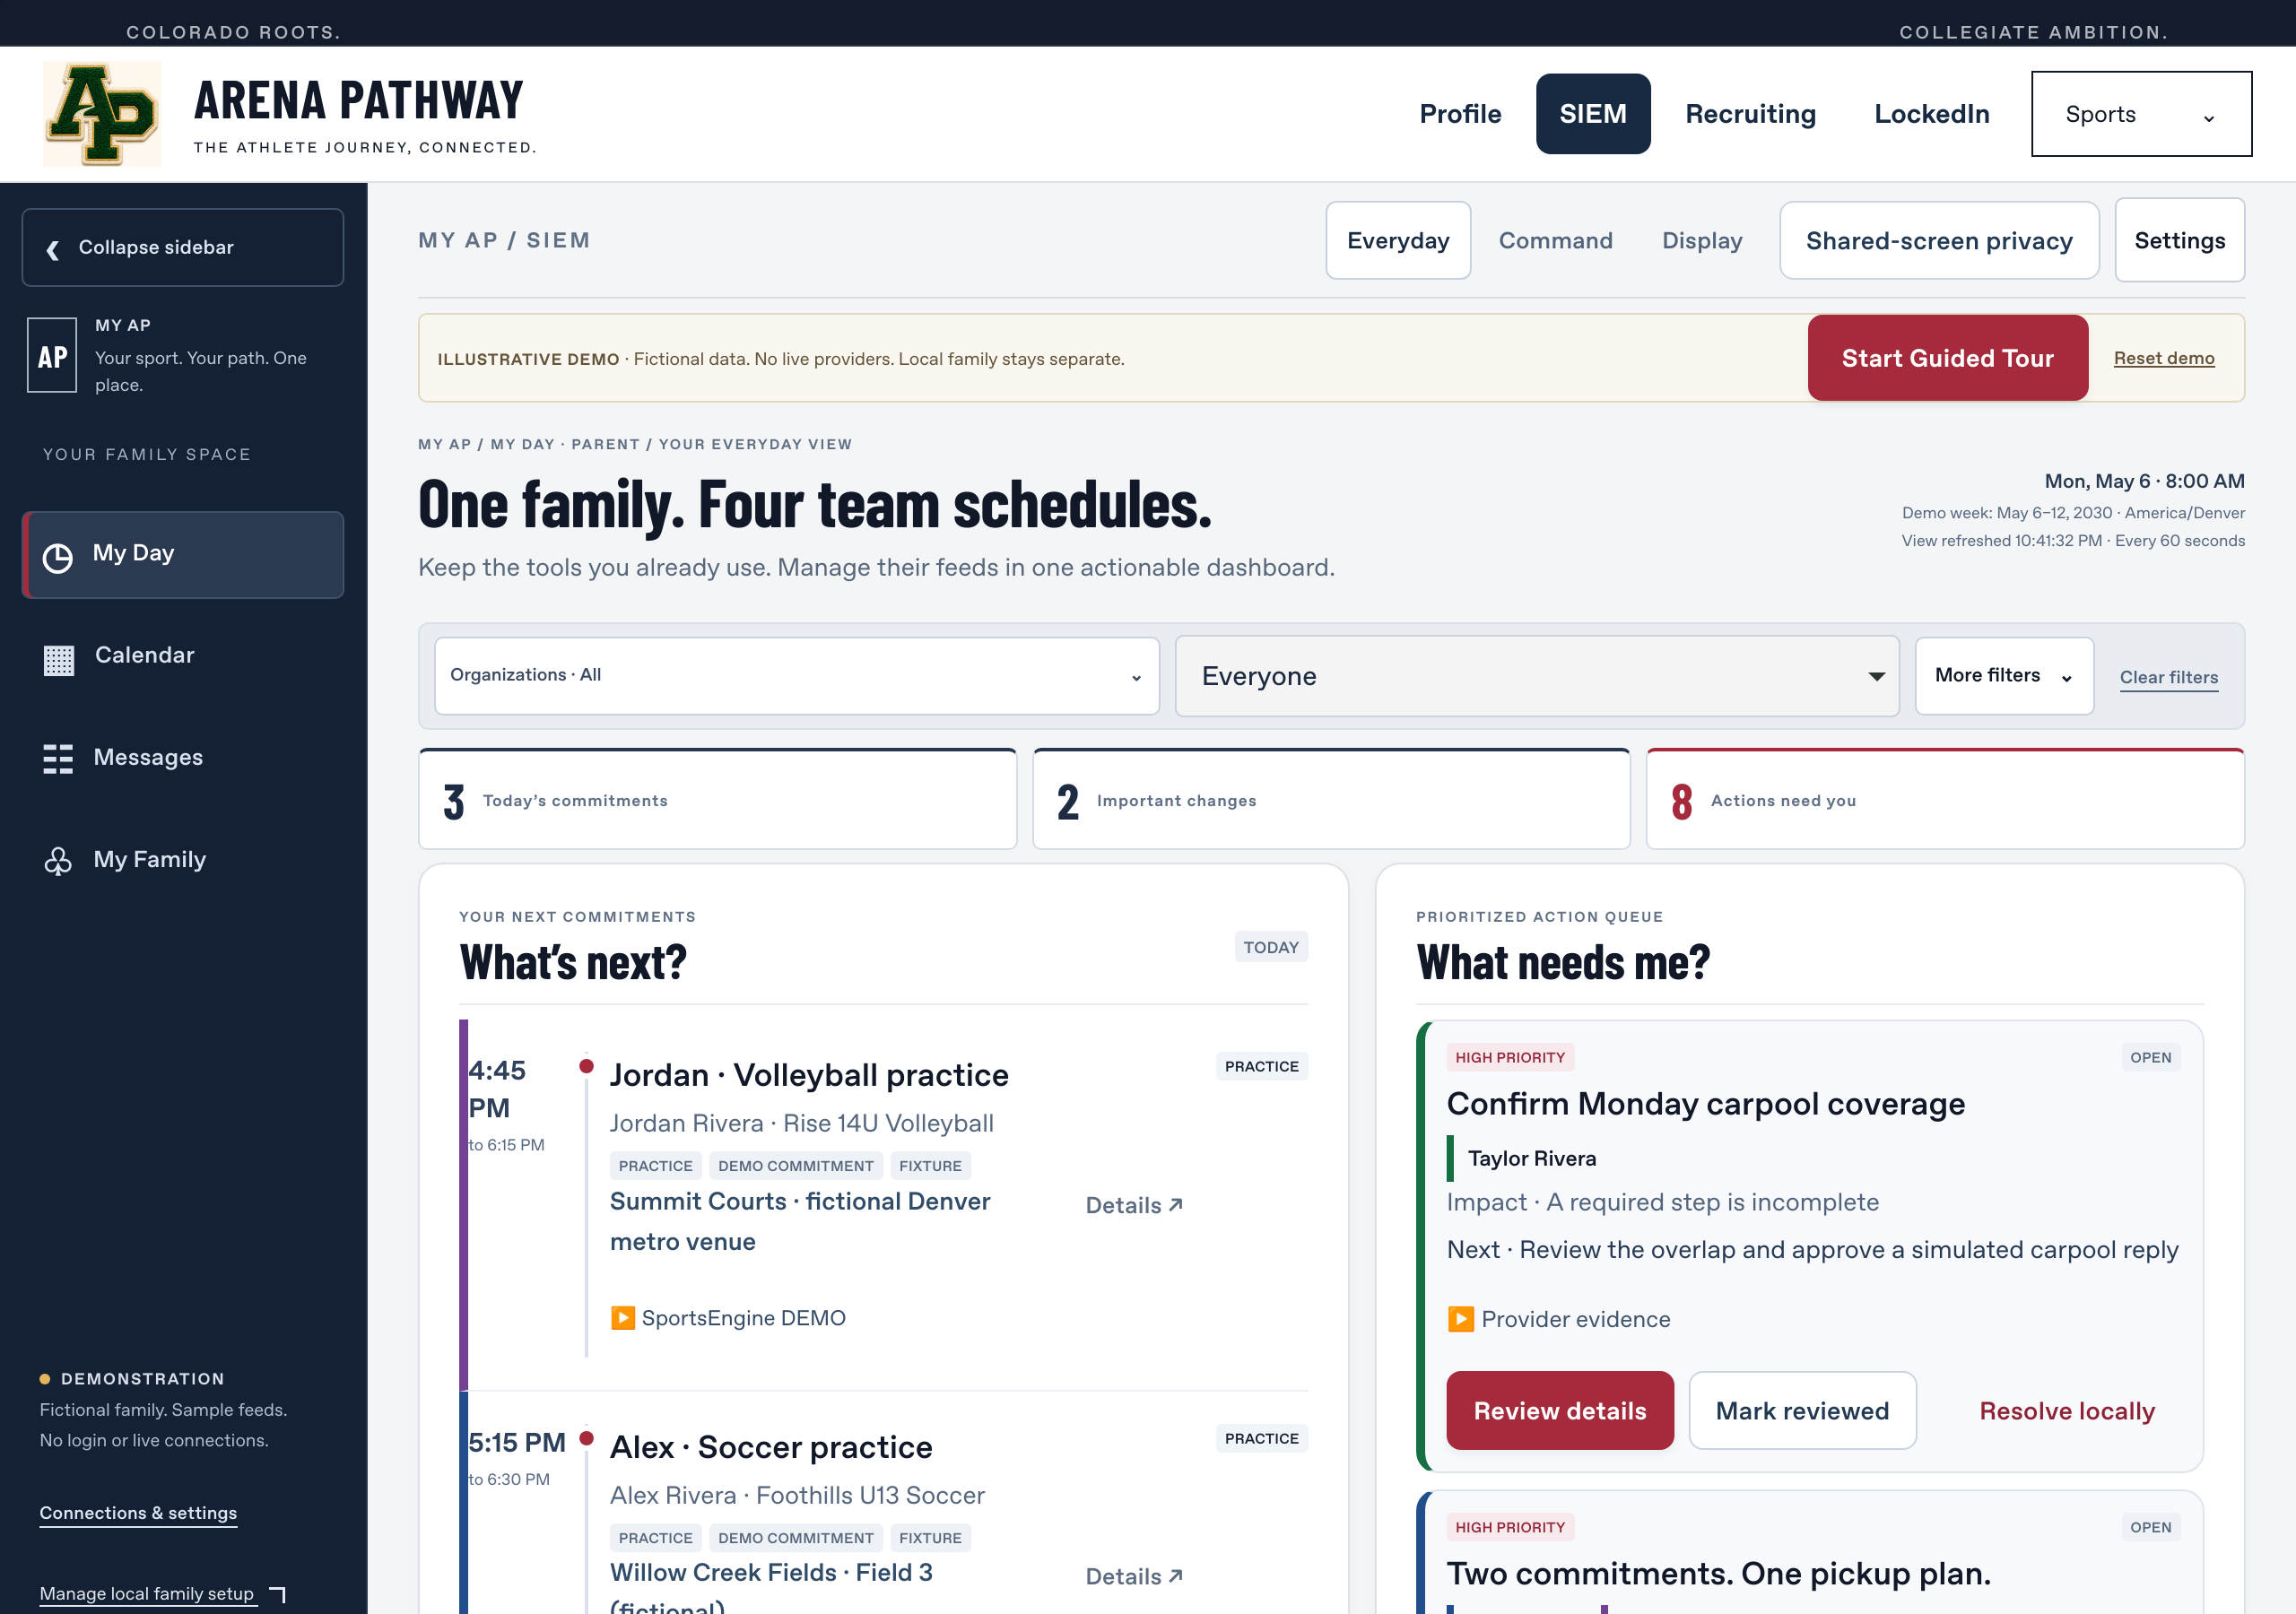 COLORADO ROOTS.
COLLEGIATE AMBITION.
AP
ARENA PATHWAY
THE ATHLETE JOURNEY, CONNECTED.
Profile
SIEM
Recruiting
LockedIn
Sports
Collapse sidebar
AP
MY AP
Your sport. Your path. One
place.
YOUR FAMILY SPACE
My Day
Calendar
Messages
My Family
DEMONSTRATION
Fictional family. Sample feeds.
No login or live connections.
Connections & settings
Manage local family setup
MY AP / SIEM
Everyday
Command
Display
Shared-screen privacy
Settings
ILLUSTRATIVE DEMO · Fictional data. No live providers. Local family stays separate.
Start Guided Tour
Reset demo
MY AP / MY DAY · PARENT / YOUR EVERYDAY VIEW
One family. Four team schedules.
Keep the tools you already use. Manage their feeds in one actionable dashboard.
Mon, May 6 · 8:00 AM
Demo week: May 6–12, 2030 · America/Denver
View refreshed 10:41:32 PM · Every 60 seconds
Organizations · All
Everyone
More filters
Clear filters
3 Today's commitments
2 Important changes
8 Actions need you
YOUR NEXT COMMITMENTS
What's next?
TODAY
4:45
PM
to 6:15 PM
Jordan · Volleyball practice
PRACTICE
Jordan Rivera · Rise 14U Volleyball
PRACTICE DEMO COMMITMENT FIXTURE
Summit Courts · fictional Denver
metro venue
Details ↗
SportsEngine DEMO
5:15 PM
to 6:30 PM
Alex · Soccer practice
PRACTICE
Alex Rivera · Foothills U13 Soccer
PRACTICE DEMO COMMITMENT FIXTURE
Willow Creek Fields · Field 3
(fictional)
Details ↗
PRIORITIZED ACTION QUEUE
What needs me?
HIGH PRIORITY
OPEN
Confirm Monday carpool coverage
Taylor Rivera
Impact · A required step is incomplete
Next · Review the overlap and approve a simulated carpool reply
Provider evidence
Review details
Mark reviewed
Resolve locally
HIGH PRIORITY
OPEN
Two commitments. One pickup plan.